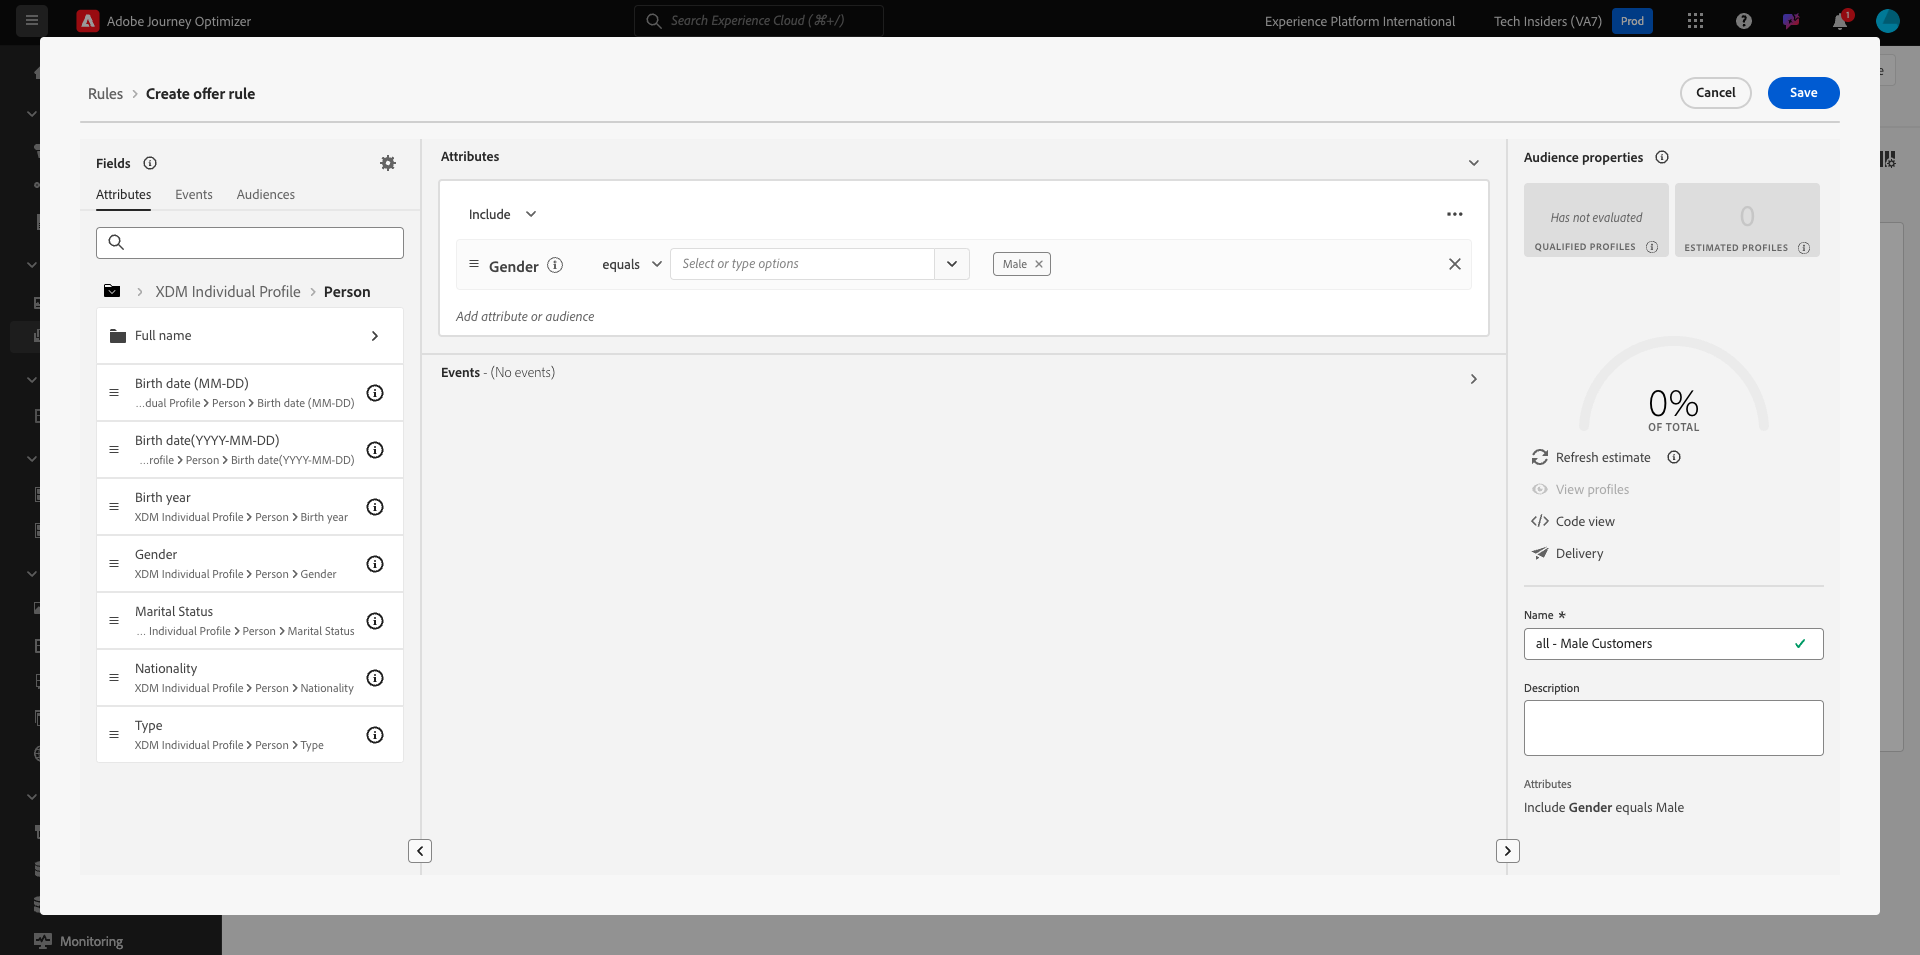 Adobe Journey Optimizer
Search Experience Cloud (⌘+/)
Experience Platform International
Tech Insiders (VA7)
Prod
1
Rules > Create offer rule
Cancel
Save
Fields
Attributes
Events
Audiences
XDM Individual Profile > Person
Full name
Birth date (MM-DD)
...dual Profile > Person > Birth date (MM-DD)
Birth date(YYYY-MM-DD)
...rofile > Person > Birth date(YYYY-MM-DD)
Birth year
XDM Individual Profile > Person > Birth year
Gender
XDM Individual Profile > Person > Gender
Marital Status
... Individual Profile > Person > Marital Status
Nationality
XDM Individual Profile > Person > Nationality
Type
XDM Individual Profile > Person > Type
Attributes
Include
Gender equals Select or type options Male
Add attribute or audience
Events - (No events)
Audience properties
Has not evaluated
QUALIFIED PROFILES
0
ESTIMATED PROFILES
0%
OF TOTAL
Refresh estimate
View profiles
</> Code view
Delivery
Name *
all - Male Customers
Description
Attributes
Include Gender equals Male
Monitoring